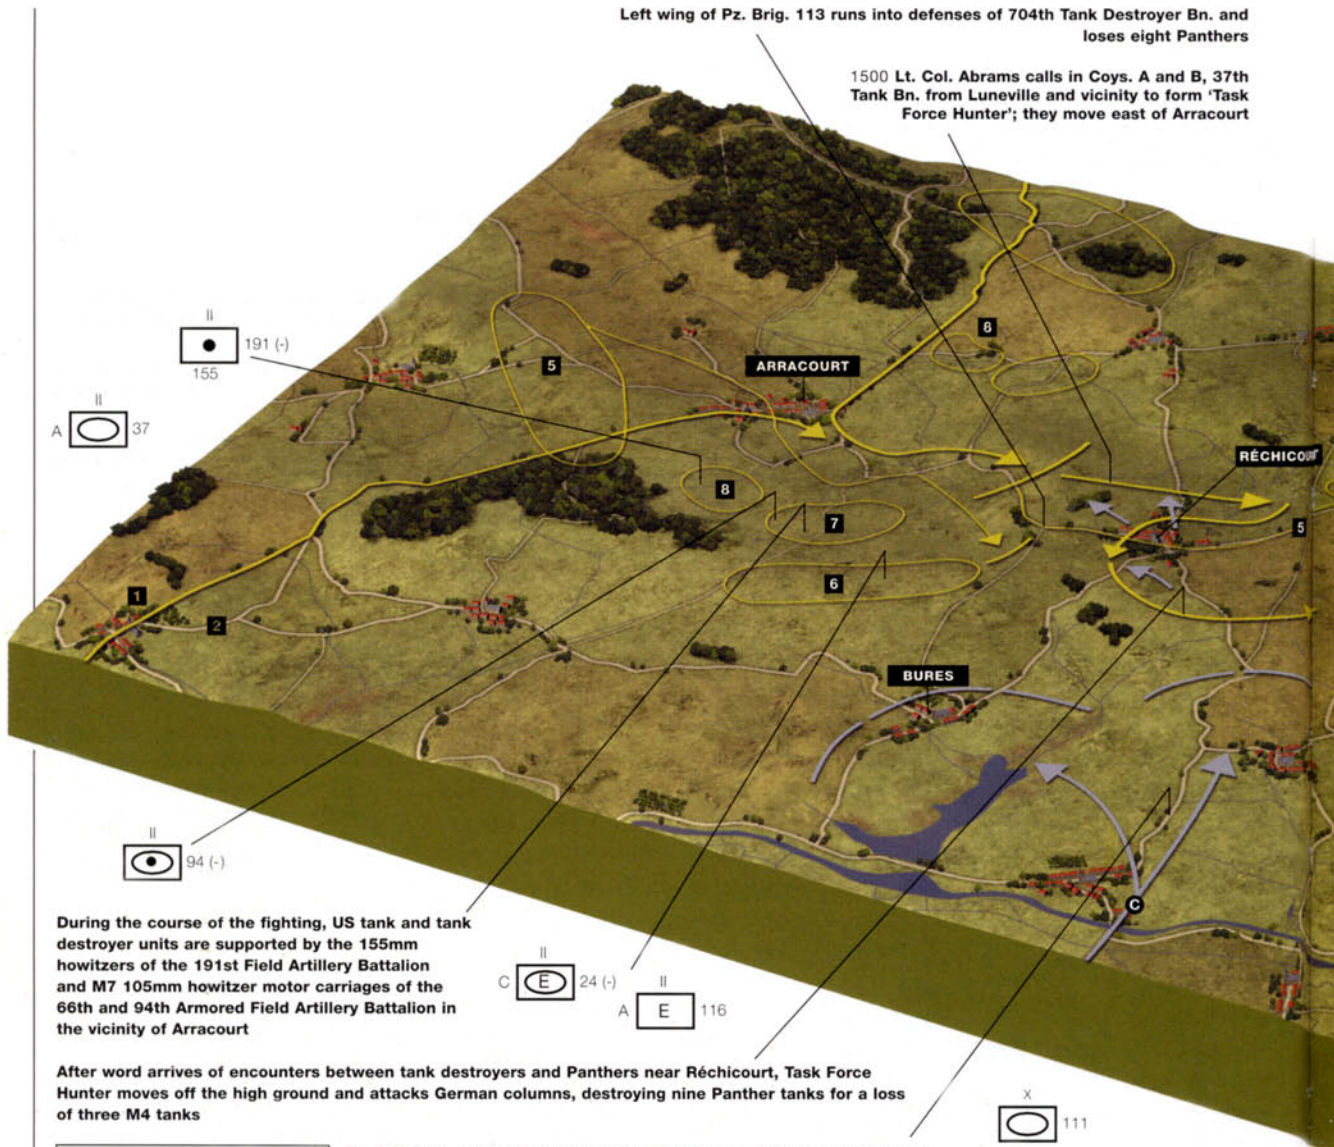 Left wing of Pz. Brig. 113 runs into defenses of 704th Tank Destroyer Bn. and
loses eight Panthers
1500 Lt. Col. Abrams calls in Coys. A and B, 37th
Tank Bn. from Luneville and vicinity to form ‘Task
Force Hunter’; they move east of Arracourt
II
191 (-)
155
II
A 37
8
5
ARRACOURT
RÉCHICOURT
8
7
5
6
1
2
BURES
C
II
94 (-)
During the course of the fighting, US tank and tank
destroyer units are supported by the 155mm
howitzers of the 191st Field Artillery Battalion
and M7 105mm howitzer motor carriages of the
66th and 94th Armored Field Artillery Battalion in
the vicinity of Arracourt
II
C E 24 (-)
II
A E 116
After word arrives of encounters between tank destroyers and Panthers near Réchicourt, Task Force
Hunter moves off the high ground and attacks German columns, destroying nine Panther tanks for a loss
of three M4 tanks
X
111